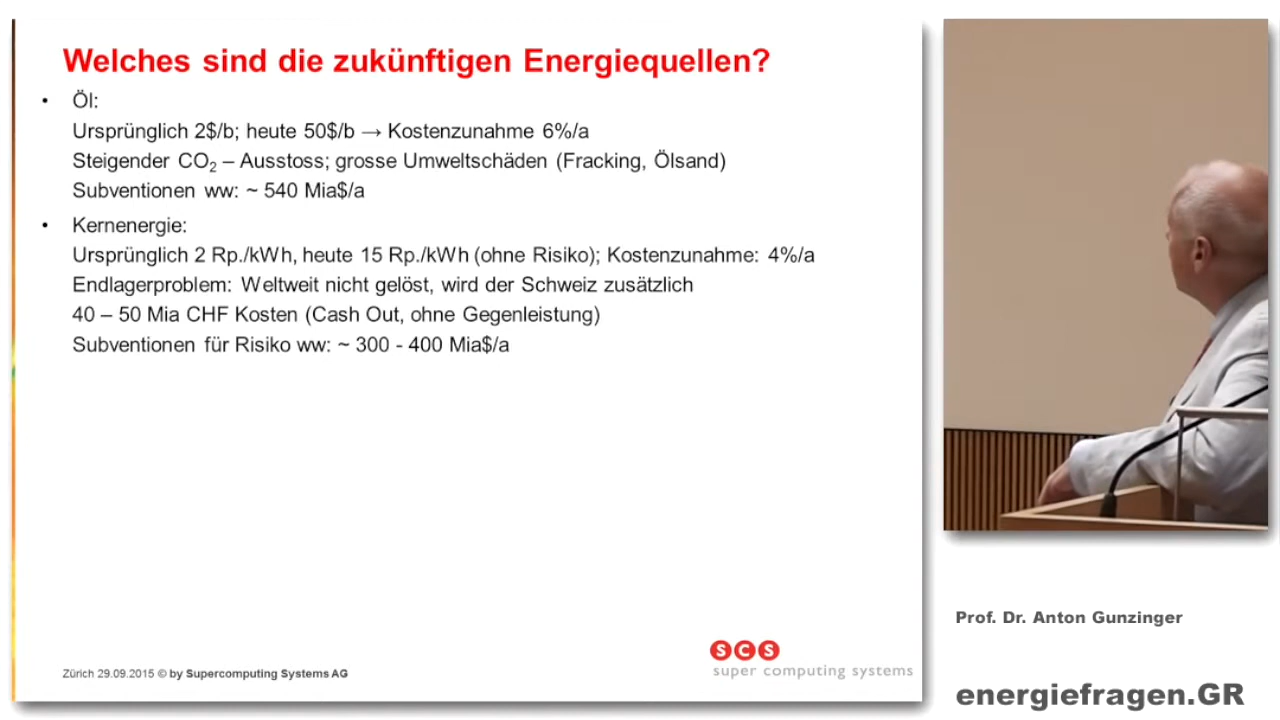 Welches sind die zukünftigen Energiequellen?
• Öl:
Ursprünglich 2$/b; heute 50$/b → Kostenzunahme 6%/a
Steigender CO₂ – Ausstoss; grosse Umweltschäden (Fracking, Ölsand)
Subventionen ww: ~ 540 Mia$/a
• Kernenergie:
Ursprünglich 2 Rp./kWh, heute 15 Rp./kWh (ohne Risiko); Kostenzunahme: 4%/a
Endlagerproblem: Weltweit nicht gelöst, wird der Schweiz zusätzlich
40 – 50 Mia CHF Kosten (Cash Out, ohne Gegenleistung)
Subventionen für Risiko ww: ~ 300 - 400 Mia$/a
Zürich 29.09.2015 © by Supercomputing Systems AG
SCS
super computing systems
Prof. Dr. Anton Gunzinger
energiefragen.GR